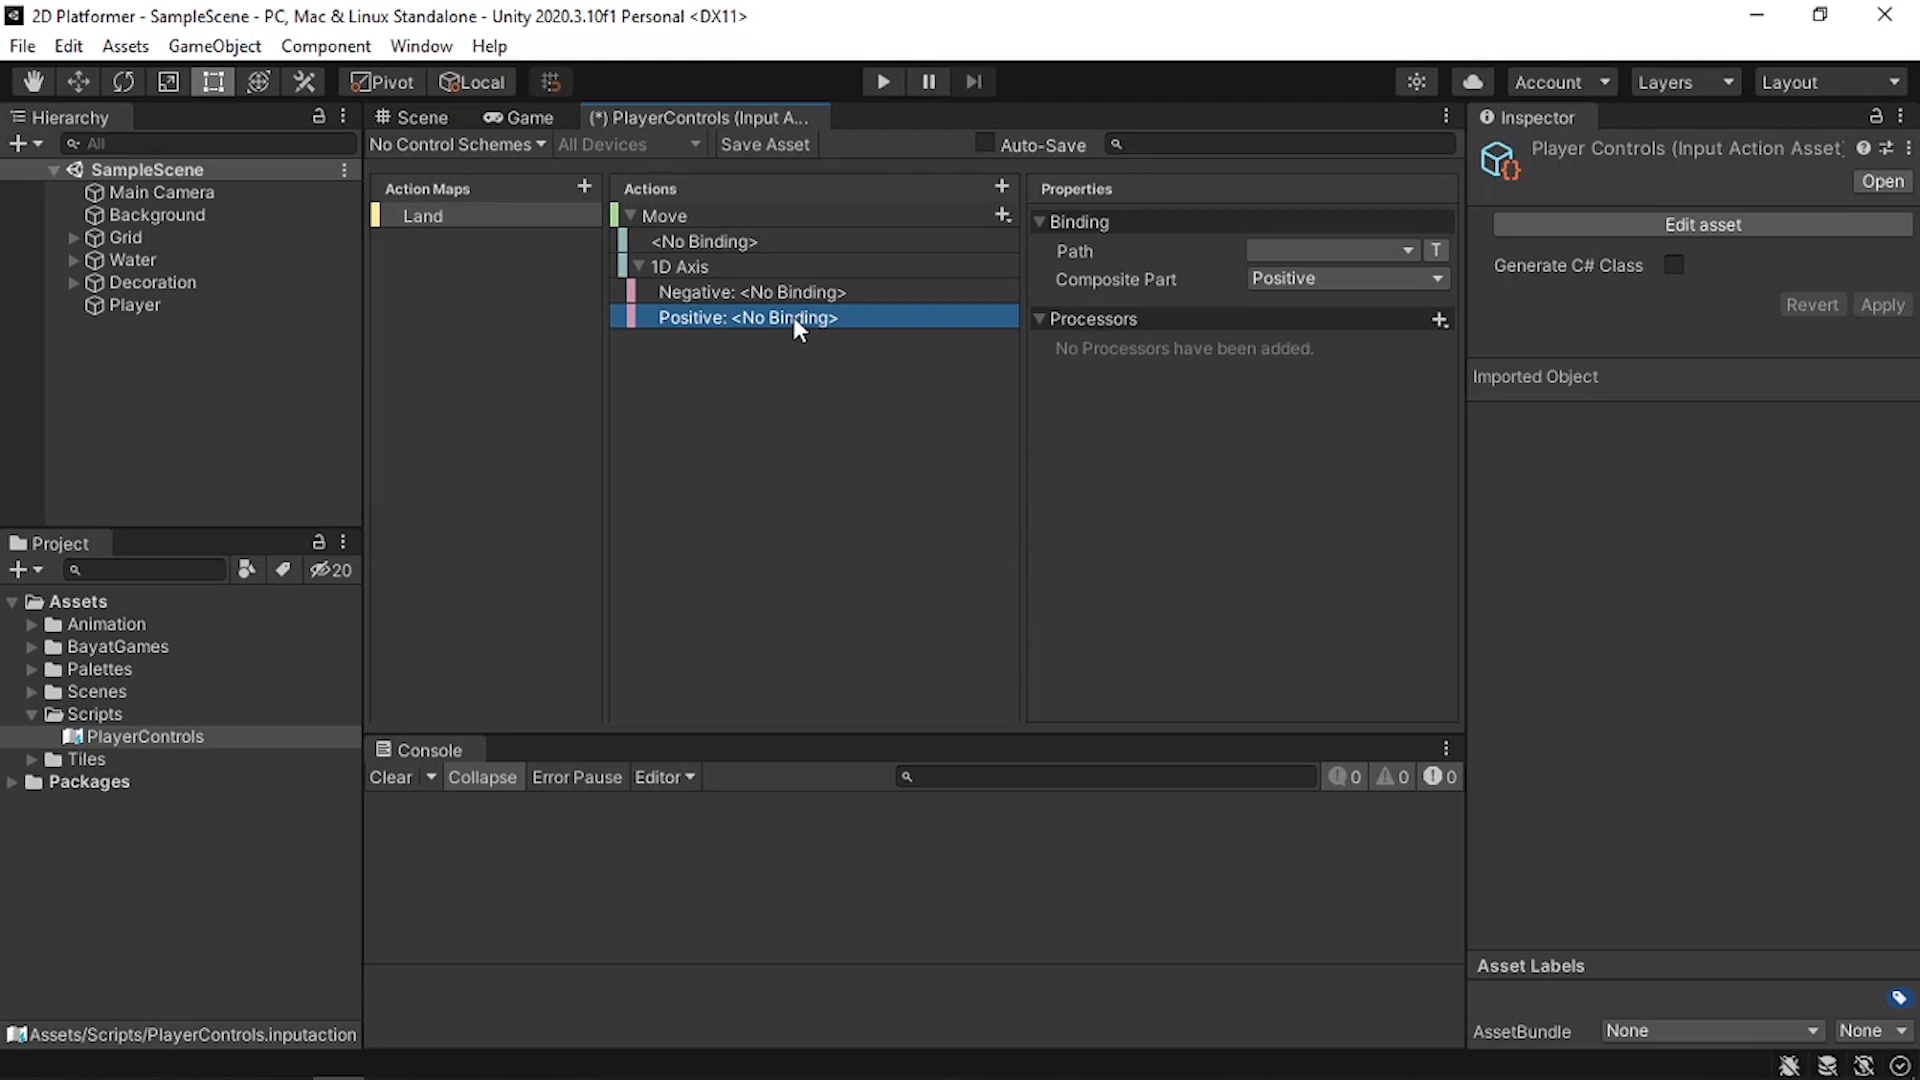 2D Platformer - SampleScene - PC, Mac & Linux Standalone - Unity 2020.3.10f1 Personal <DX11>
File Edit Assets GameObject Component Window Help
Pivot Local Account Layers Layout
Hierarchy
All
SampleScene
Main Camera
Background
Grid
Water
Decoration
Player
Scene Game (*) PlayerControls (Input A...
No Control Schemes All Devices Save Asset Auto-Save
Action Maps
Land
Actions
Move
<No Binding>
1D Axis
Negative: <No Binding>
Positive: <No Binding>
Properties
Binding
Path T
Composite Part Positive
Processors
No Processors have been added.
Inspector
Player Controls (Input Action Asset)
Open
Edit asset
Generate C# Class
Revert Apply
Imported Object
Project
20
Assets
Animation
BayatGames
Palettes
Scenes
Scripts
PlayerControls
Tiles
Packages
Assets/Scripts/PlayerControls.inputaction
Console
Clear Collapse Error Pause Editor 0 0 0
Asset Labels
AssetBundle None None